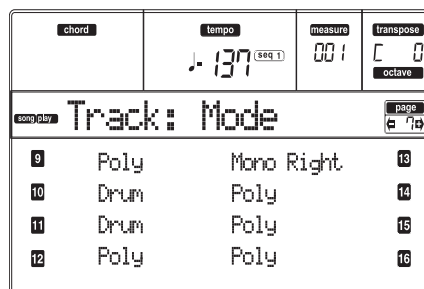 chord tempo measure transpose
♩- 137 seq 1 001 C 0
octave
song play Track: Mode page
7
9 Poly Mono Right 13
10 Drum Poly 14
11 Drum Poly 15
12 Poly Poly 16